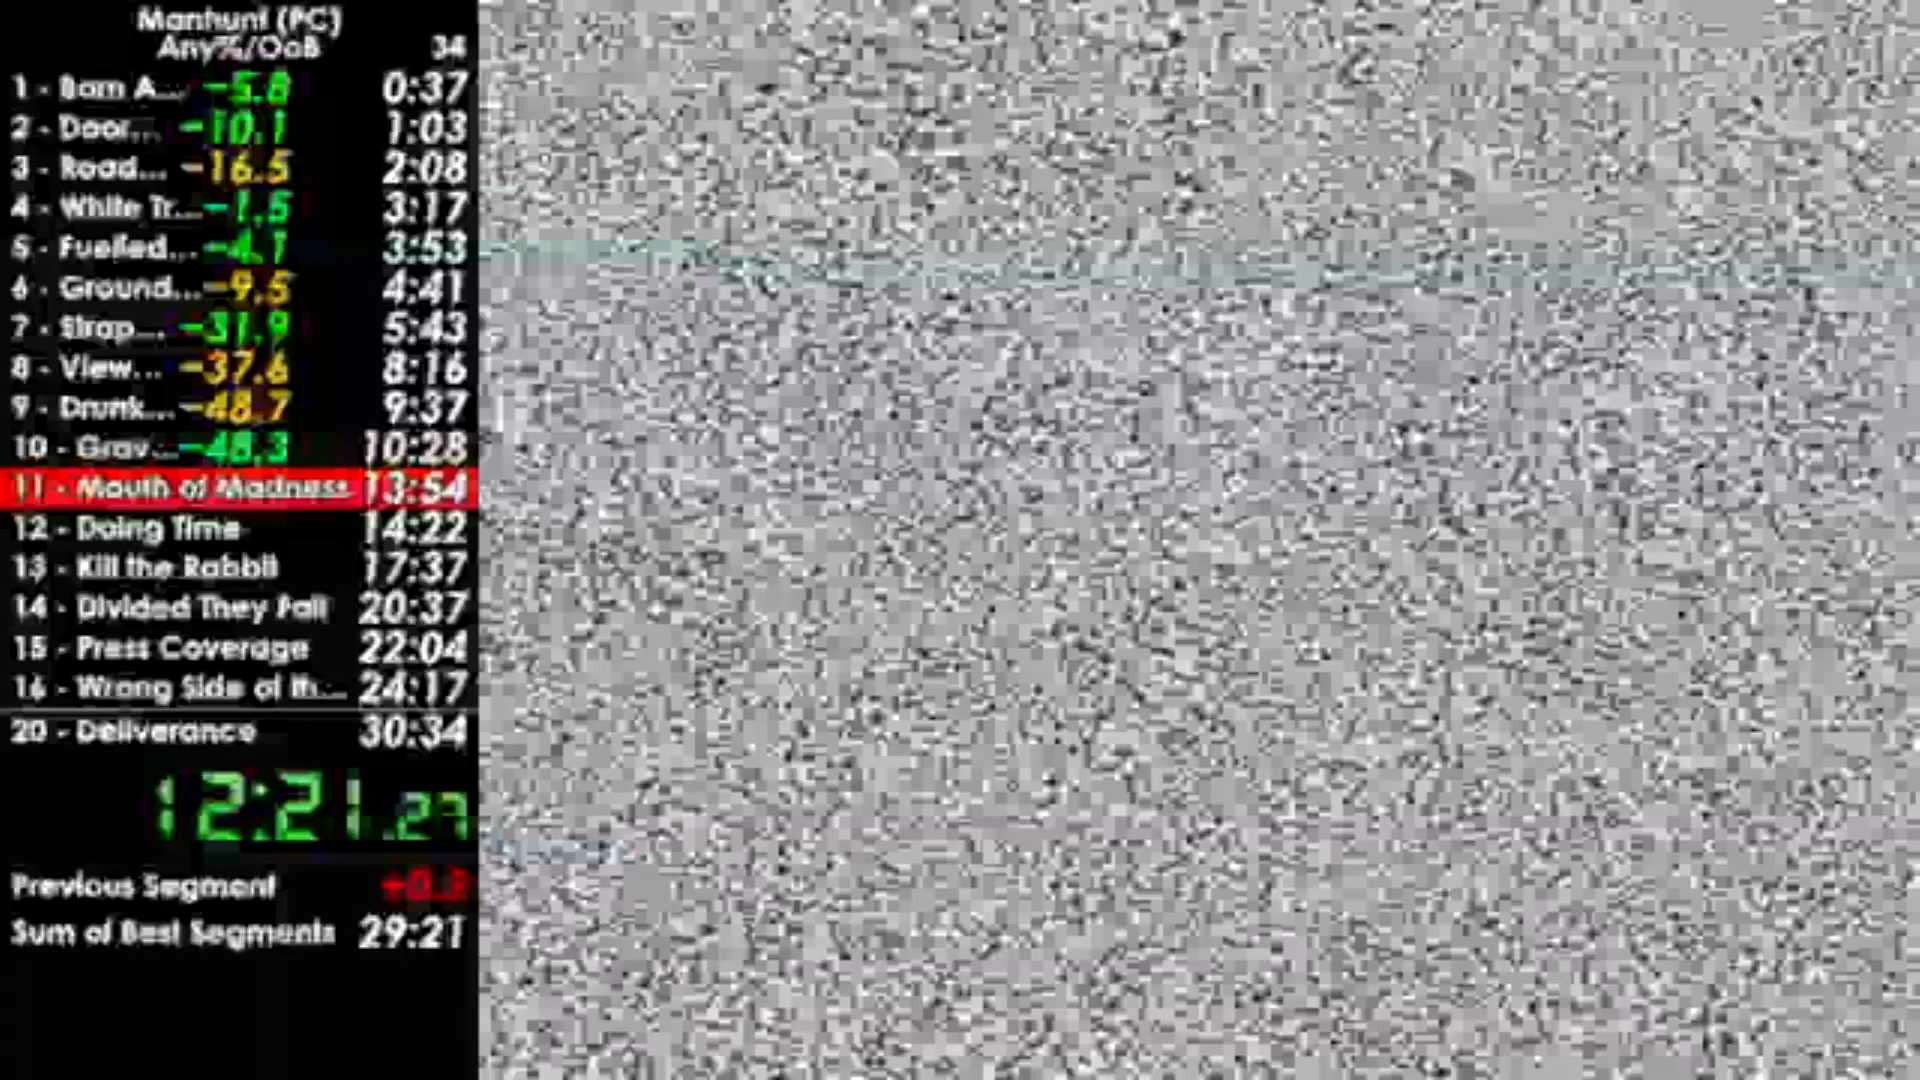 Manhunt (PC)
Any%/OoB 34
1 - Born A... -5.8 0:37
2 - Door... -10.1 1:03
3 - Road... -16.5 2:08
4 - White Tr... -1.5 3:17
5 - Fuelled... -4.1 3:53
6 - Ground... -9.5 4:41
7 - Strap... -31.9 5:43
8 - View... -37.6 8:16
9 - Drunk... -48.7 9:37
10 - Grav... -48.3 10:28
11 - Mouth of Madness 13:54
12 - Doing Time 14:22
13 - Kill the Rabbit 17:37
14 - Divided They Fall 20:37
15 - Press Coverage 22:04
16 - Wrong Side of th... 24:17
20 - Deliverance 30:34
12:21.27
Previous Segment
Sum of Best Segments 29:21